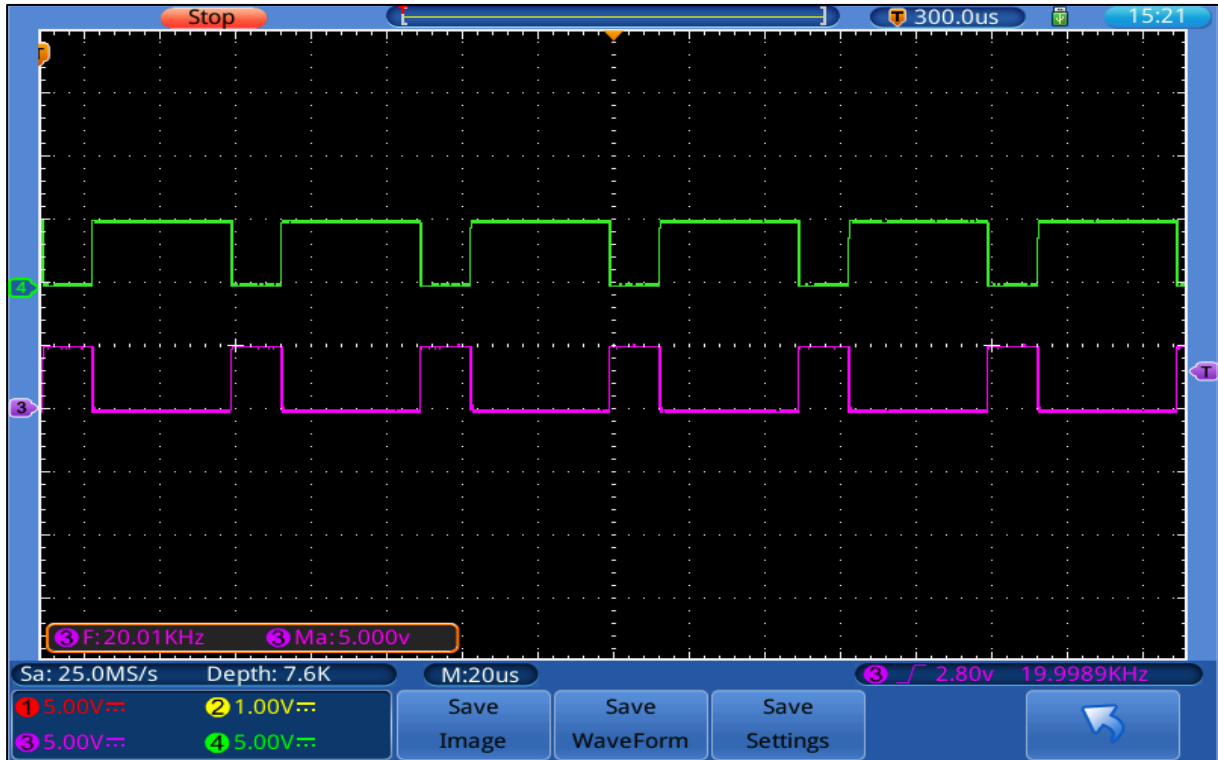 Stop T 300.0us 15:21
T
4
T
3
3 F:20.01KHz 3 Ma:5.000v
Sa: 25.0MS/s Depth: 7.6K M:20us 3 2.80v 19.9989KHz
1 5.00V 2 1.00V Save Save Save
3 5.00V 4 5.00V Image WaveForm Settings